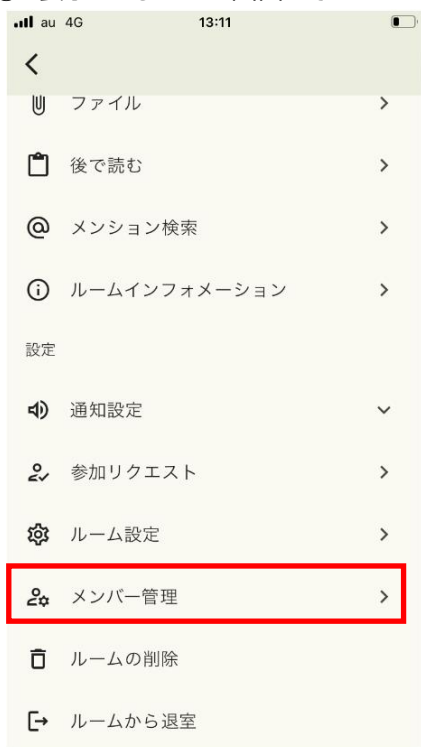 au 4G 13:11
ファイル
後で読む
メンション検索
ルームインフォメーション
設定
通知設定
参加リクエスト
ルーム設定
メンバー管理
ルームの削除
ルームから退室